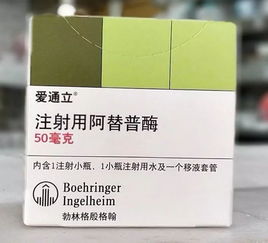 爱通立®
注射用阿替普酶
50毫克
内含1注射小瓶、1小瓶注射用水及一个移液套管
Boehringer
Ingelheim
勃林格殷格翰